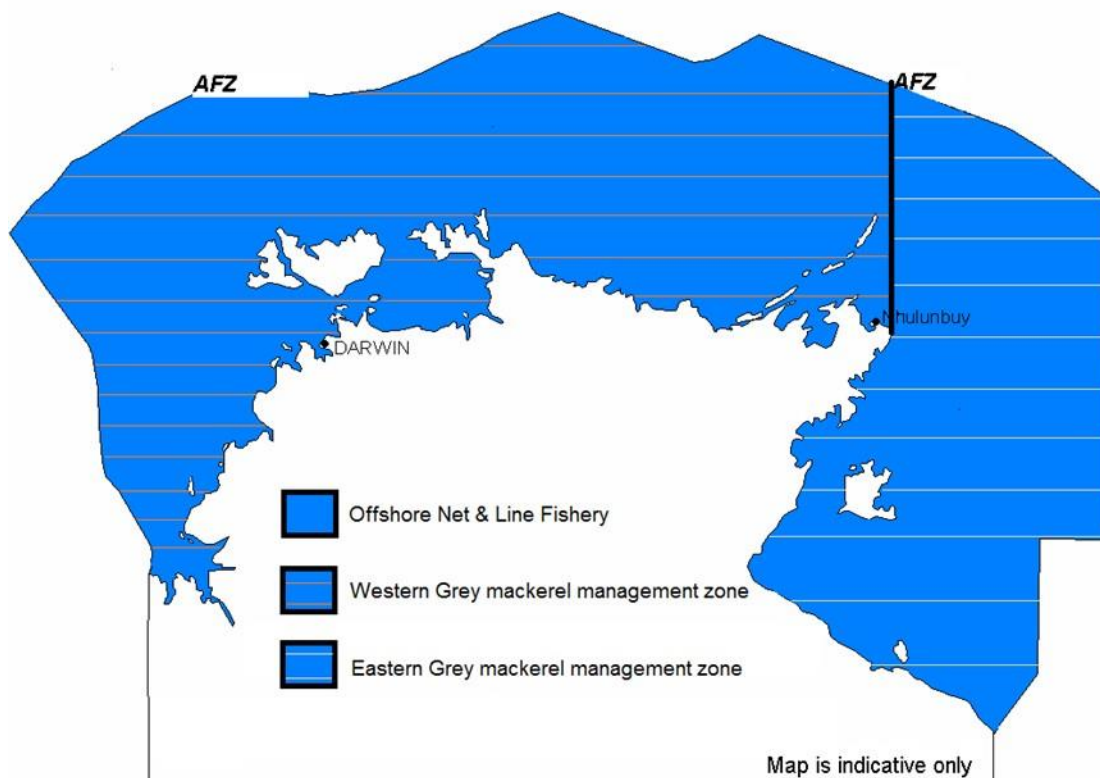 AFZ
AFZ
Nhulunbuy
DARWIN
Offshore Net & Line Fishery
Western Grey mackerel management zone
Eastern Grey mackerel management zone
Map is indicative only